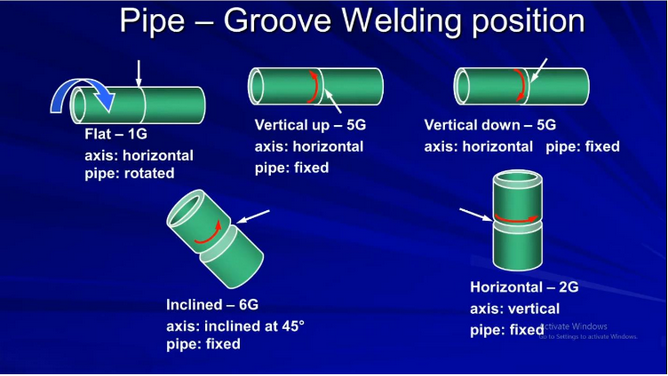 Pipe – Groove Welding position
Flat – 1G
axis: horizontal
pipe: rotated
Vertical up – 5G
axis: horizontal
pipe: fixed
Vertical down – 5G
axis: horizontal pipe: fixed
Inclined – 6G
axis: inclined at 45°
pipe: fixed
Horizontal – 2G
axis: vertical
pipe: fixed
Activate Windows
Go to Settings to activate Windows.